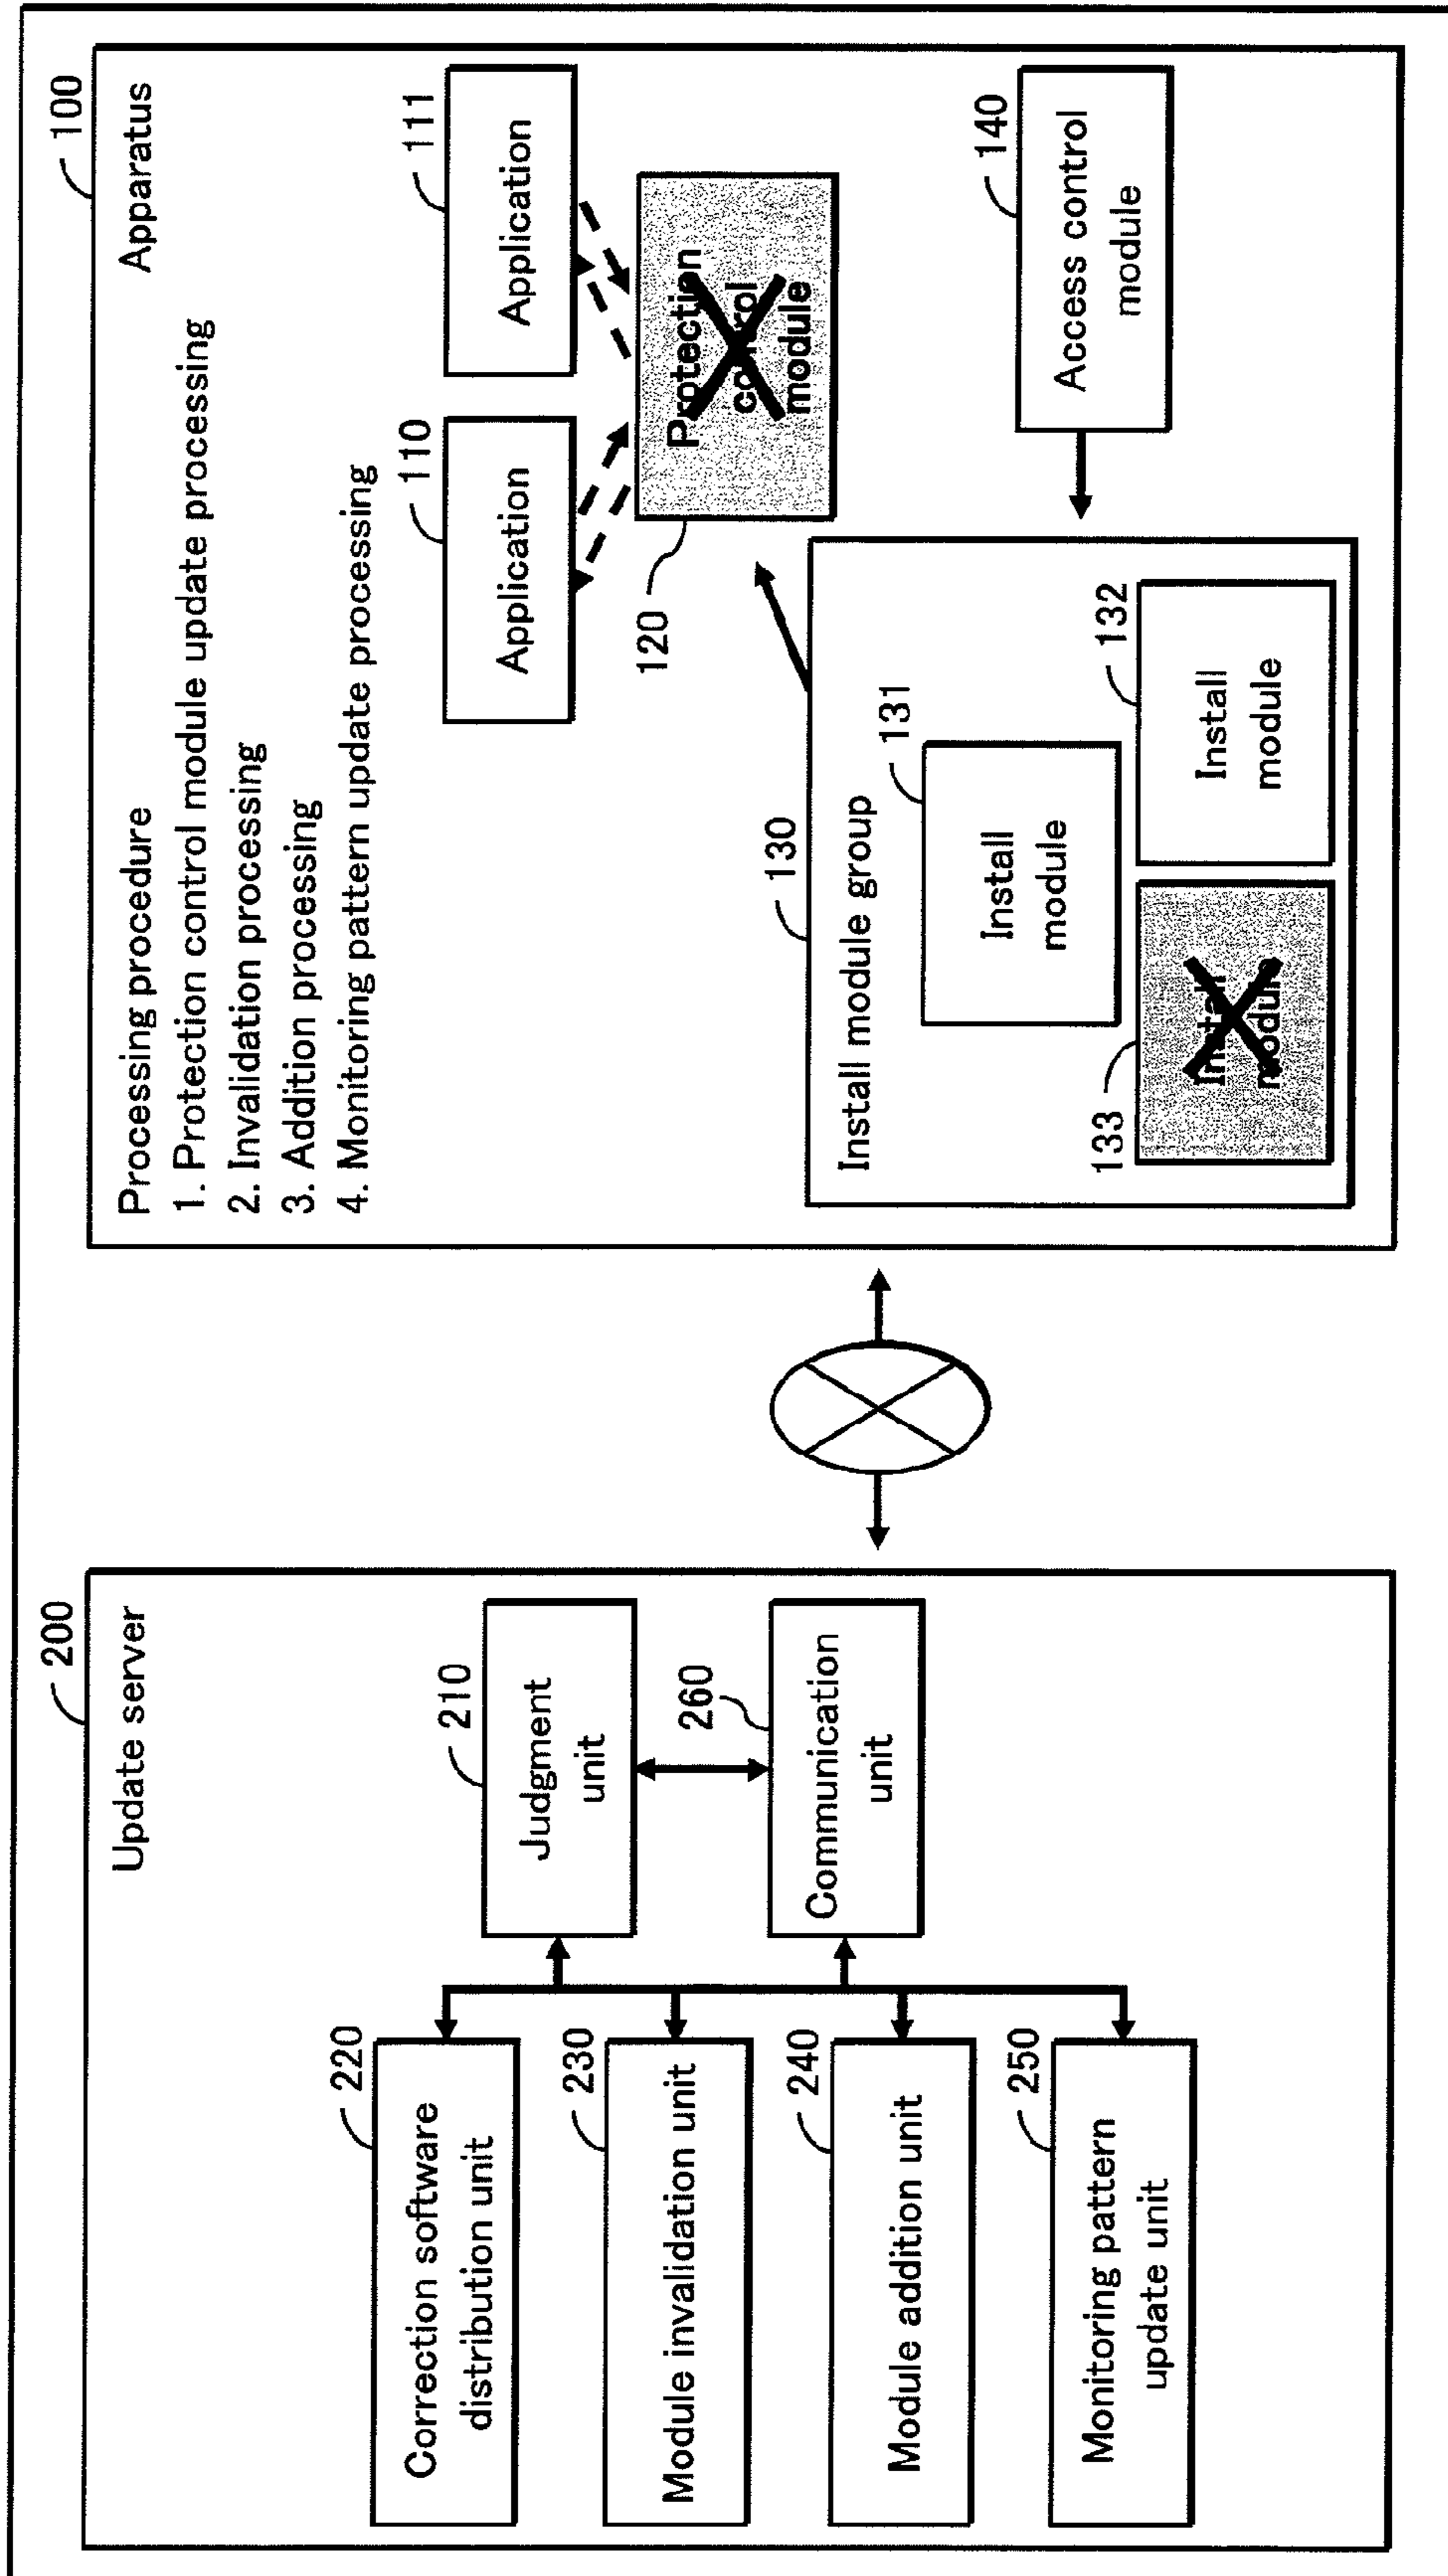 200
Update server
220
Correction software
distribution unit
230
Module invalidation unit
240
Module addition unit
250
Monitoring pattern
update unit
210
Judgment
unit
260
Communication
unit
100
Apparatus
Processing procedure
1. Protection control module update processing
2. Invalidation processing
3. Addition processing
4. Monitoring pattern update processing
110
Application
111
Application
120
Protection
control
module
130
Install module group
131
Install
module
132
Install
module
133
Install
module
140
Access control
module